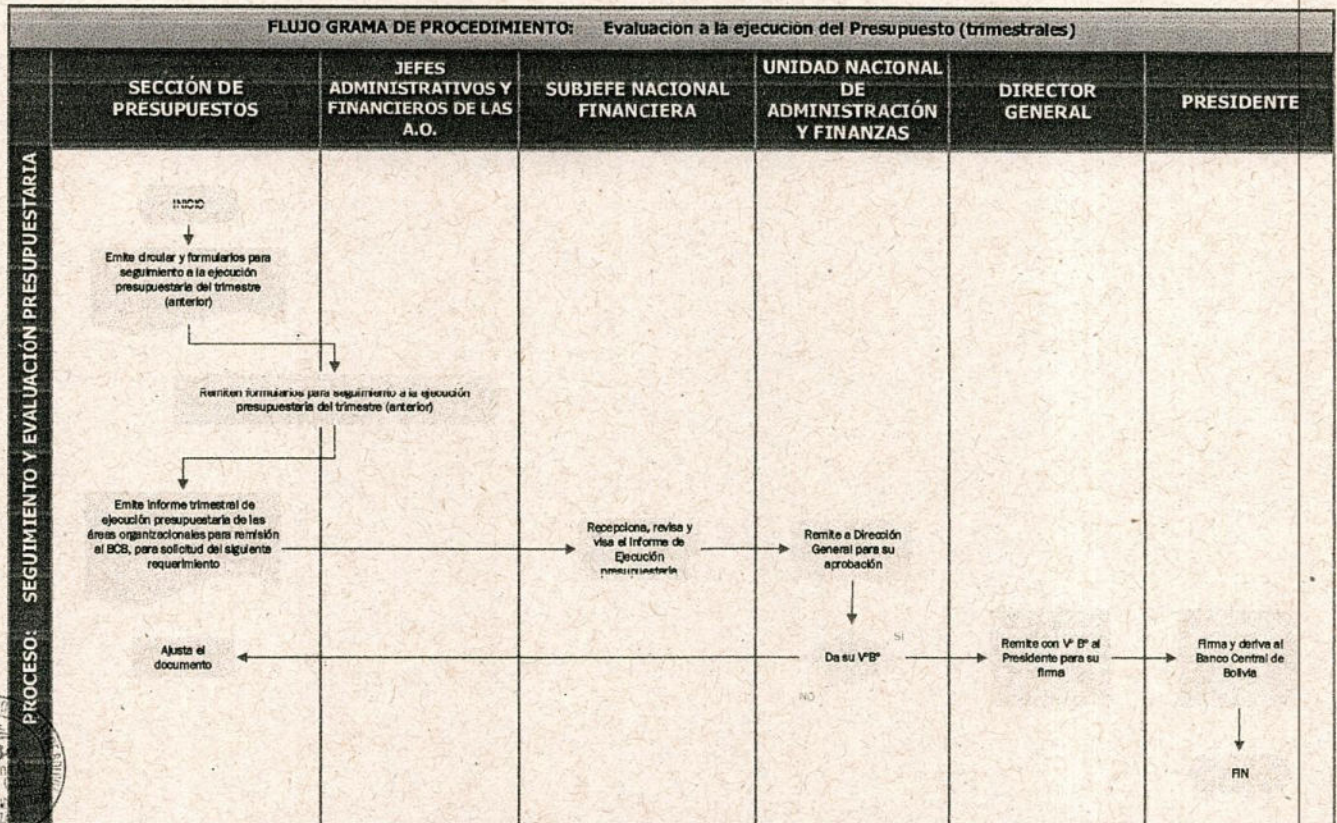 FLUJO GRAMA DE PROCEDIMIENTO: Evaluacion a la ejecución del Presupuesto (trimestrales)
SECCIÓN DE
PRESUPUESTOS
JEFES
ADMINISTRATIVOS Y
FINANCIEROS DE LAS
A.O.
SUBJEFE NACIONAL
FINANCIERA
UNIDAD NACIONAL
DE
ADMINISTRACIÓN
Y FINANZAS
DIRECTOR
GENERAL
PRESIDENTE
PROCESO: SEGUIMIENTO Y EVALUACIÓN PRESUPUESTARIA
INICIO
Emite circular y formularios para
seguimiento a la ejecución
presupuestaria del trimestre
(anterior)
Remiten formularios para seguimiento a la ejecución
presupuestaria del trimestre (anterior)
Emite informe trimestral de
ejecución presupuestaria de las
áreas organizacionales para remisión
al BCB, para solicitud del siguiente
requerimiento
Recepciona, revisa y
visa el Informe de
Ejecución
presupuestaria
Remite a Dirección
General para su
aprobación
Ajusta el
documento
Da su V°B°
SI
NO
Remite con V° B° al
Presidente para su
firma
Firma y deriva al
Banco Central de
Bolivia
FIN